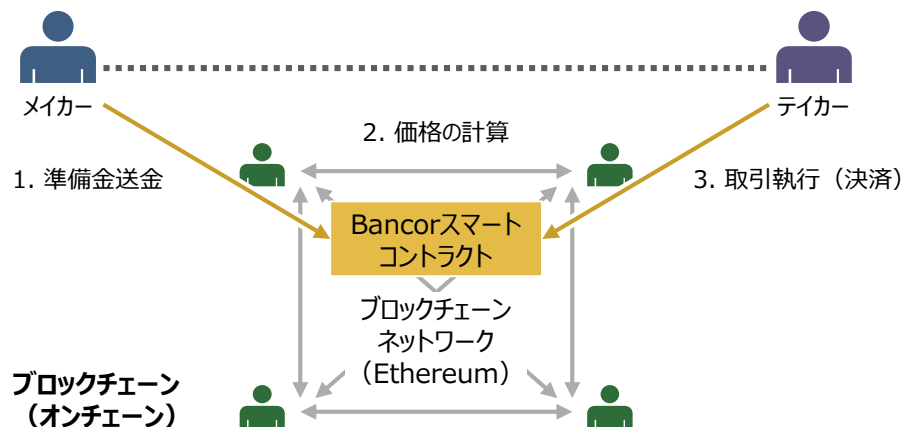 メイカー
テイカー
2. 価格の計算
1. 準備金送金
3. 取引執行（決済）
Bancorスマート
コントラクト
ブロックチェーン
ネットワーク
（Ethereum）
ブロックチェーン
（オンチェーン）